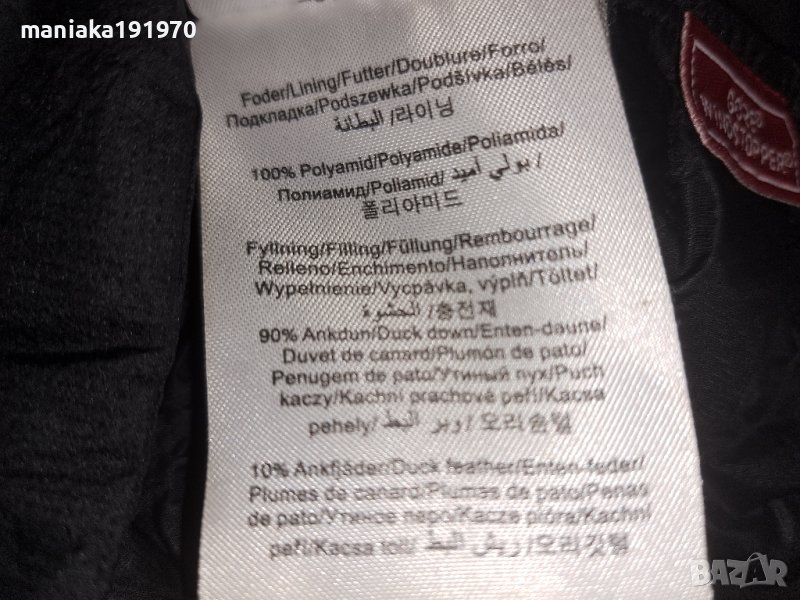 maniaka191970
Foder/Lining/Futter/Doublure/Forro/
Подкладка/Podszewka/Podšívka/Bélés/
البطانة /라이닝
100% Polyamid/Polyamide/Poliamida/
Полиамид/Poliamid/ بولي أميد /
폴리아미드
Fyllning/Filling/Füllung/Rembourrage/
Relleno/Enchimento/Наполнитель/
Wypełnienie/Vycpávka, výplň/Töltet/
الحشوة /충전재
90% Ankdun/Duck down/Enten-daune/
Duvet de canard/Plumón de pato/
Penugem de pato/Утиный пух/Puch
kaczy/Kachní prachové peří/Kacsa
pehely/ وبر البط /오리솜털
10% Ankfjäder/Duck feather/Enten-feder/
Plumes de canard/Plumas de pato/Penas
de pato/Утиное перо/Kacze pióra/Kachní
peří/Kacsa toll/ ريش البط /오리깃털
WINDSTOPPER
BAZAR